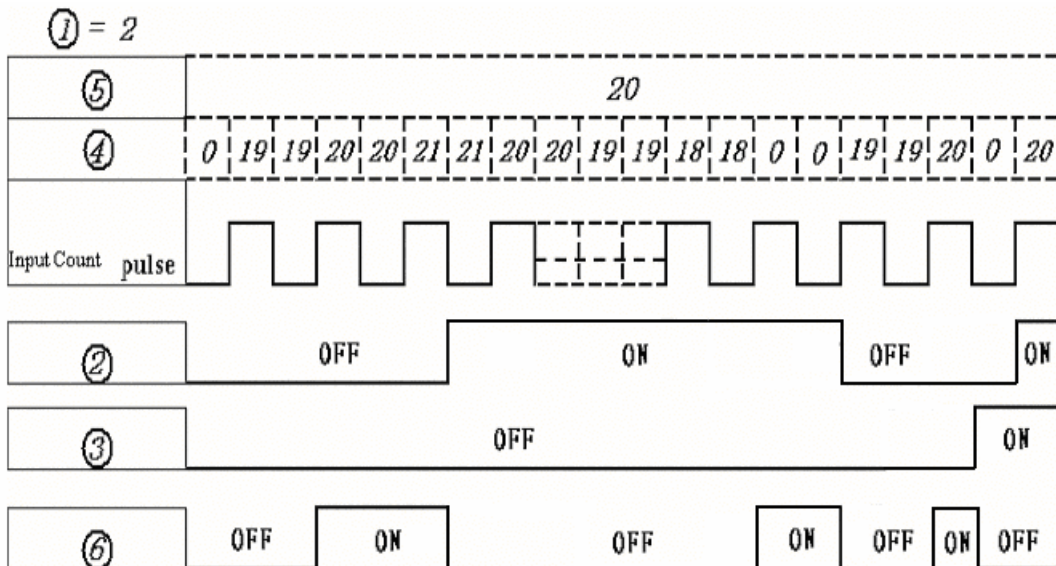 ① = 2
⑤ 20
④ 0 19 19 20 20 21 21 20 20 19 19 18 18 0 0 19 19 20 0 20
Input Count pulse
② OFF ON OFF ON
③ OFF ON
⑥ OFF ON OFF ON OFF ON OFF